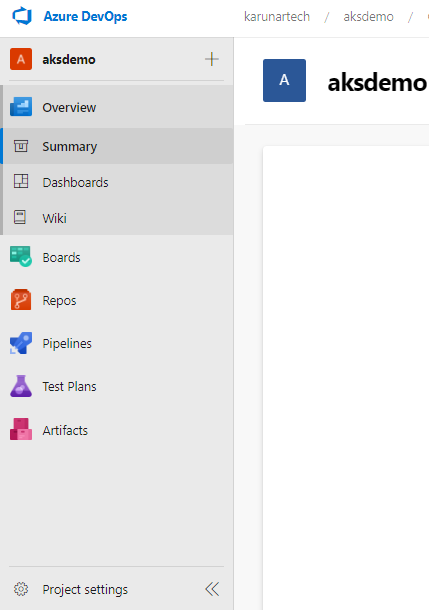 Azure DevOps
karunartech / aksdemo /
A aksdemo +
A aksdemo
Overview
Summary
Dashboards
Wiki
Boards
Repos
Pipelines
Test Plans
Artifacts
Project settings